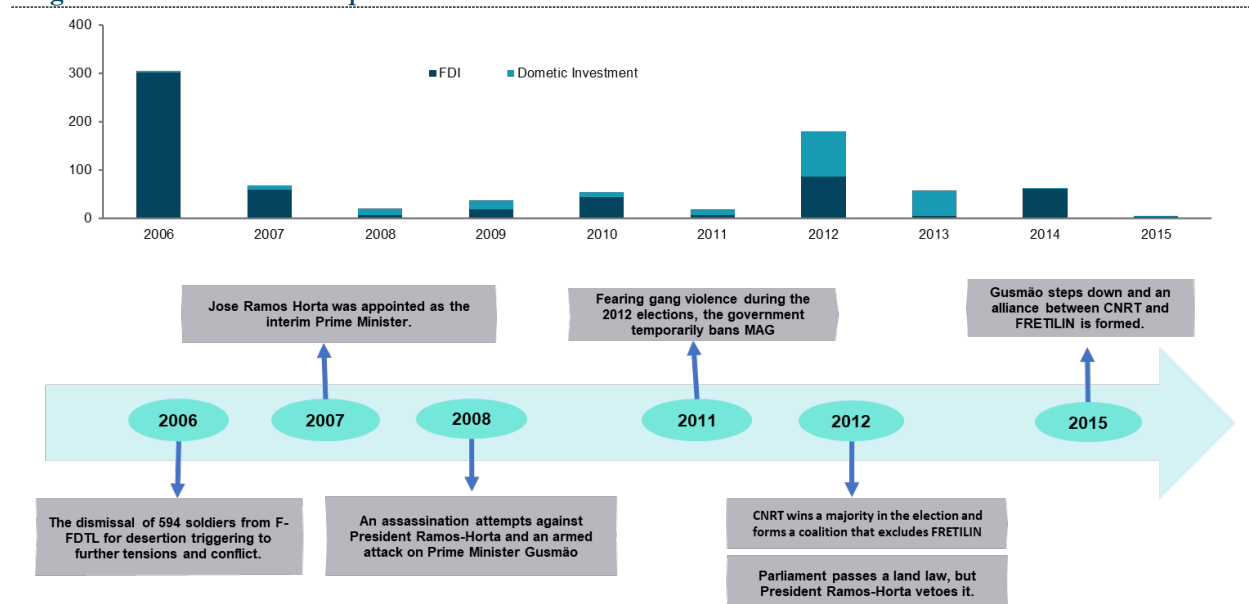 400
300
200
100
0
FDI
Dometic Investment
2006 2007 2008 2009 2010 2011 2012 2013 2014 2015
Jose Ramos Horta was appointed as the
interim Prime Minister.
Fearing gang violence during the
2012 elections, the government
temporarily bans MAG
Gusmão steps down and an
alliance between CNRT and
FRETILIN is formed.
2006
2007
2008
2011
2012
2015
The dismissal of 594 soldiers from F-
FDTL for desertion triggering to
further tensions and conflict.
An assassination attempts against
President Ramos-Horta and an armed
attack on Prime Minister Gusmão
CNRT wins a majority in the election and
forms a coalition that excludes FRETILIN
Parliament passes a land law, but
President Ramos-Horta vetoes it.